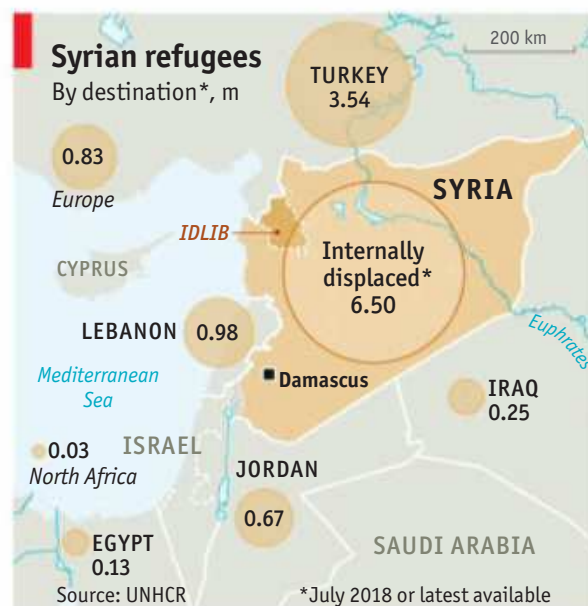 Syrian refugees
By destination*, m
200 km
TURKEY
3.54
0.83
Europe
SYRIA
IDLIB
Internally
displaced*
6.50
CYPRUS
LEBANON
0.98
Euphrates
Mediterranean
Sea
Damascus
IRAQ
0.25
0.03
North Africa
ISRAEL
JORDAN
0.67
EGYPT
0.13
SAUDI ARABIA
Source: UNHCR
*July 2018 or latest available